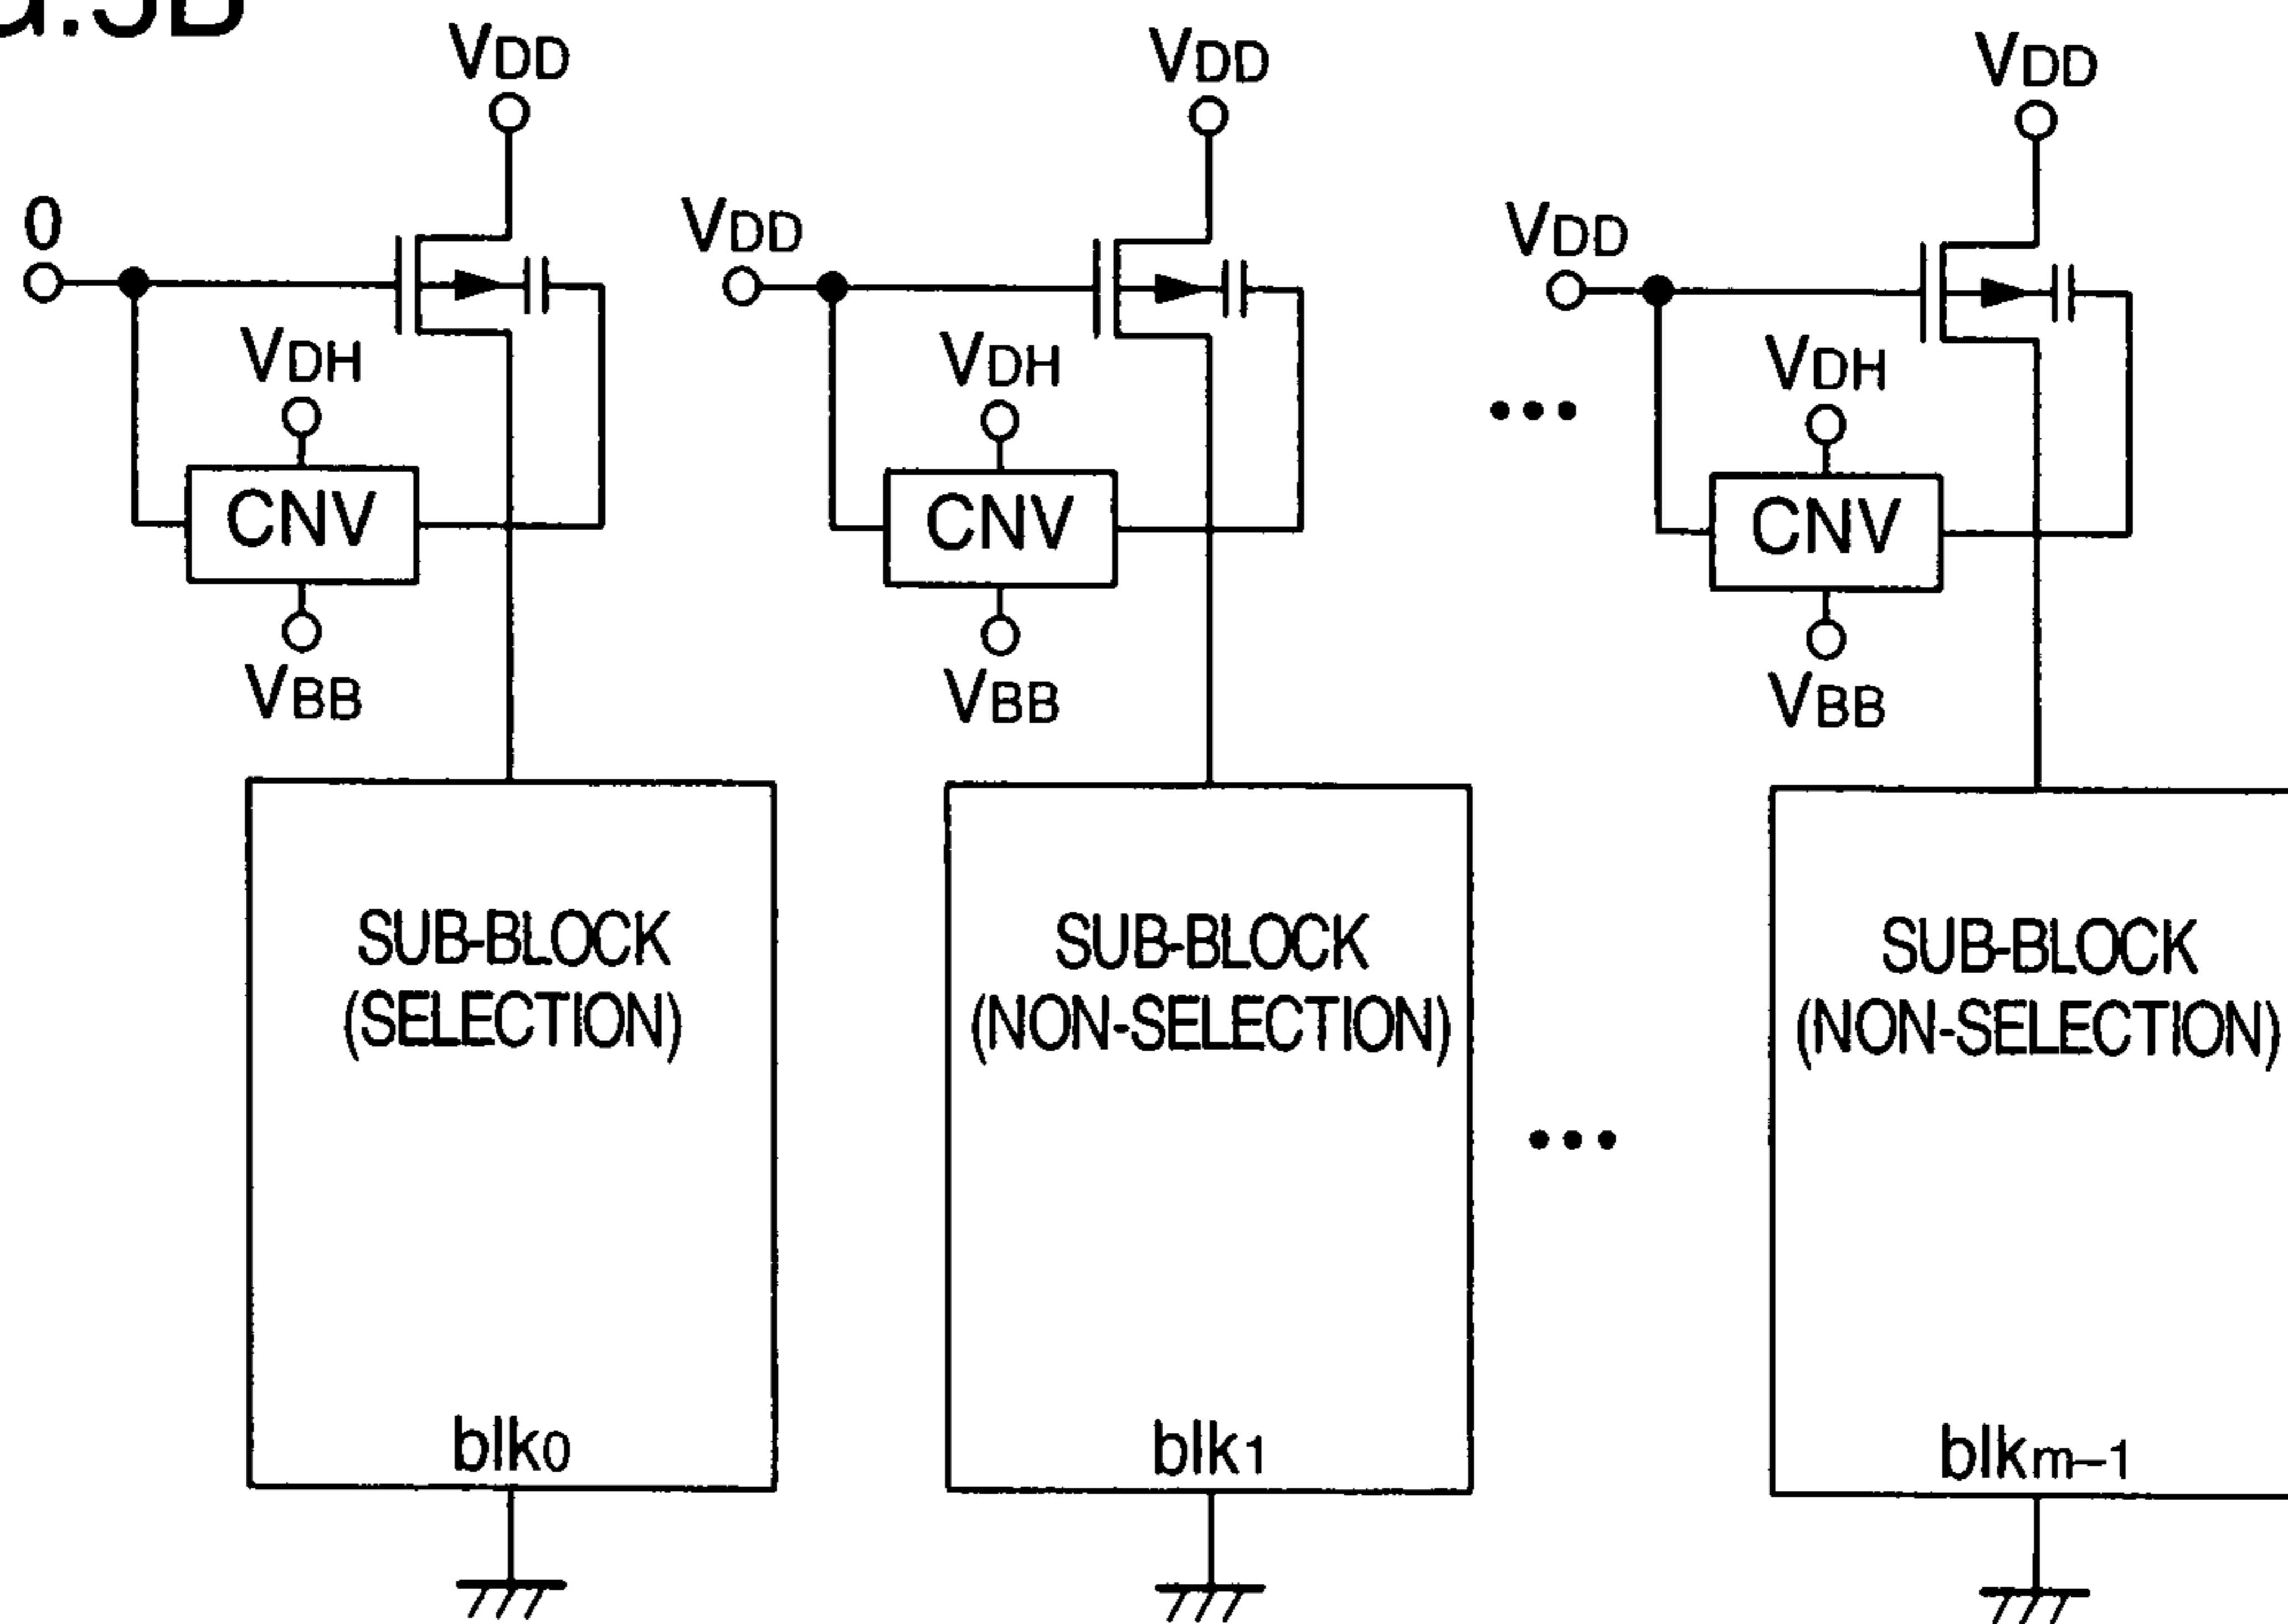 VDD VDD VDD
0 VDD VDD
VDH VDH VDH
CNV CNV CNV
VBB VBB VBB
SUB-BLOCK
(SELECTION)
SUB-BLOCK
(NON-SELECTION)
SUB-BLOCK
(NON-SELECTION)
••• 
•••
blk0 blk1 blkm-1